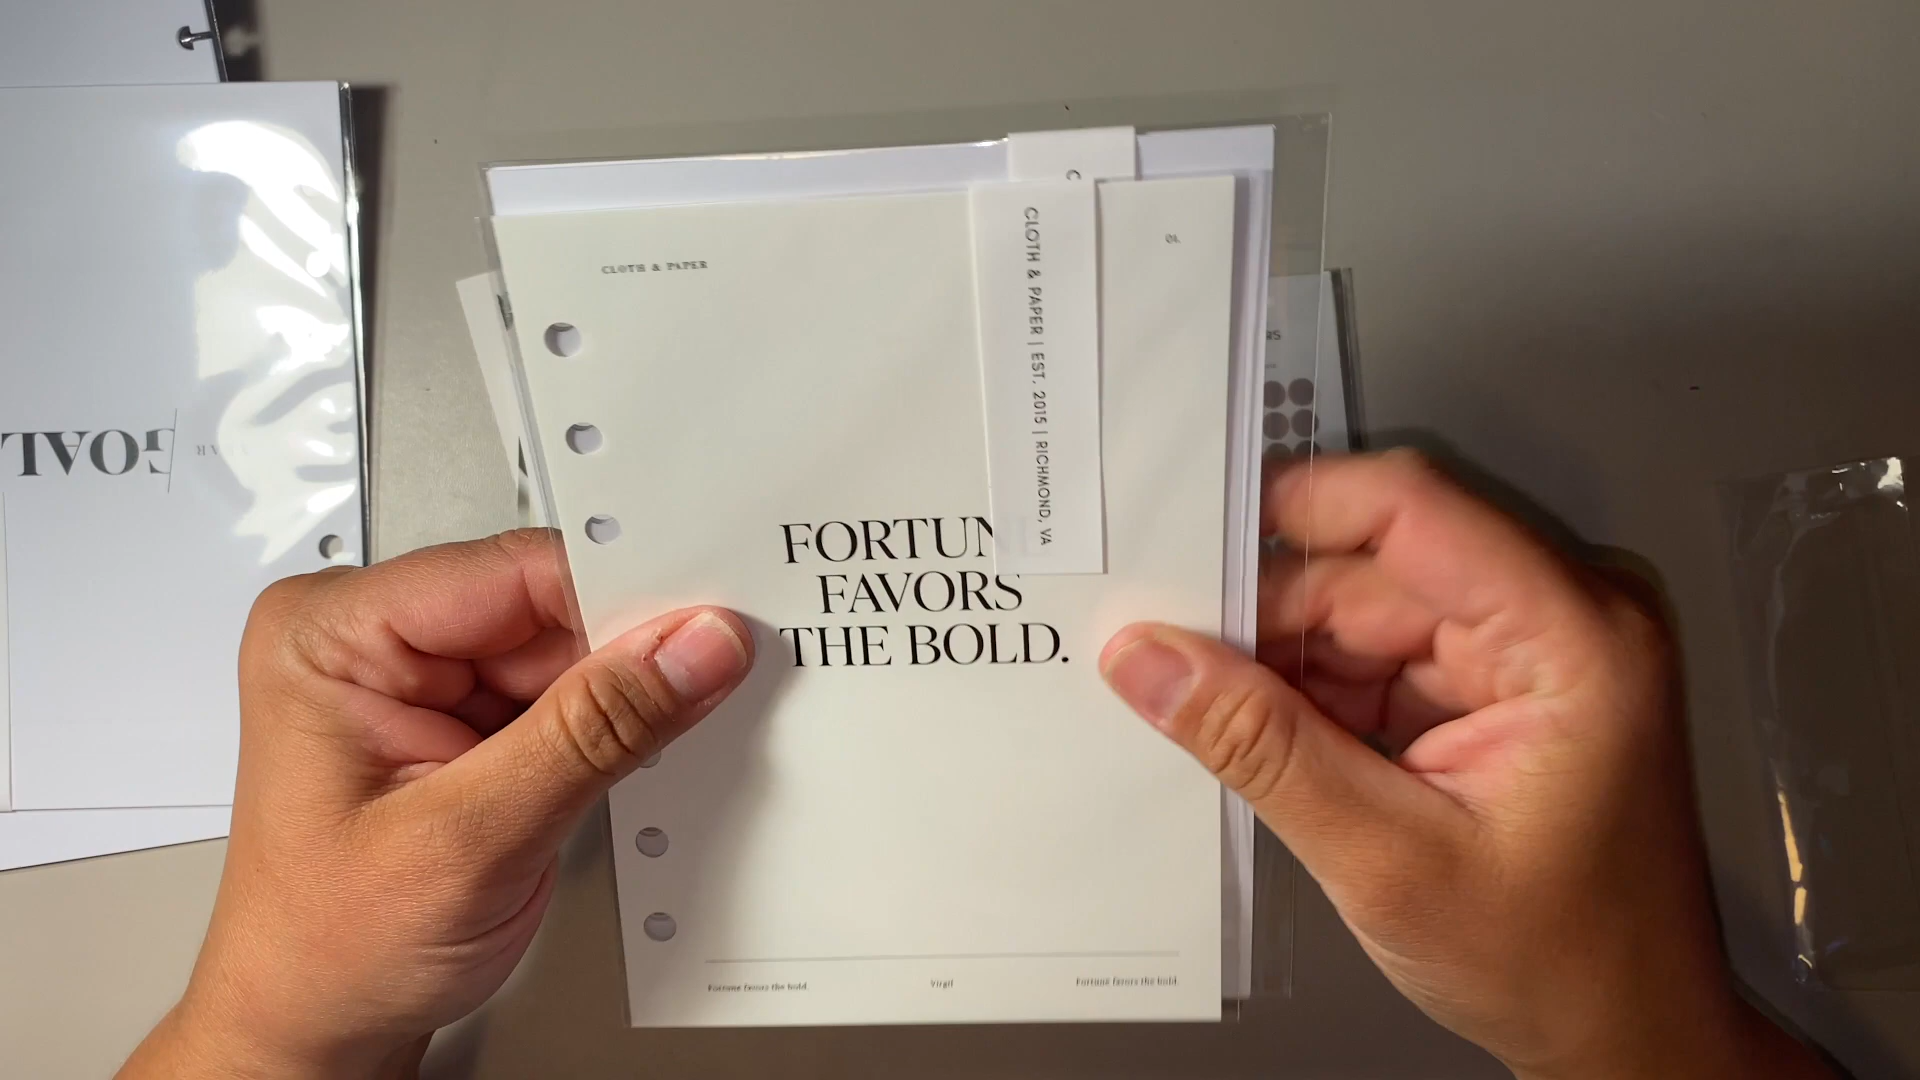 CLOTH & PAPER
01.
CLOTH & PAPER | EST. 2015 | RICHMOND, VA
C
FORTUN
FAVORS
THE BOLD.
Fortune favors the bold.
Virgil
Fortune favors the bold.
GOAL